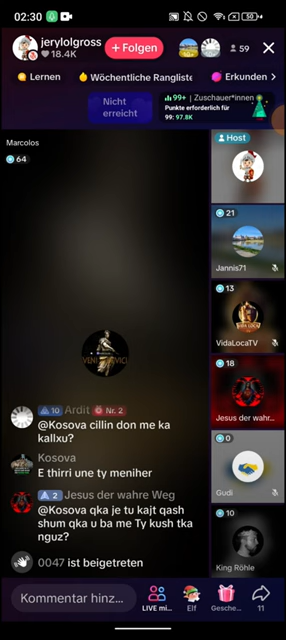 02:30
50
jerylolgross
18.4K
+ Folgen
59
Lernen
Wöchentliche Rangliste
Erkunden
Nicht
erreicht
99+ | Zuschauer*innen
Punkte erforderlich für
99: 97.8K
Marcolos
64
Host
21
Jannis71
13
VidaLocaTV
18
Jesus der wahr...
0
Gudi
10
King Röhle
VENI VICI
10 Ardit Nr. 2
@Kosova cillin don me ka
kallxu?
Kosova
E thirri une ty meniher
2 Jesus der wahre Weg
@Kosova qka je tu kajt qash
shum qka u ba me Ty kush tka
nguz?
0047 ist beigetreten
Kommentar hinz...
LIVE mi...
Elf
Gesche...
11